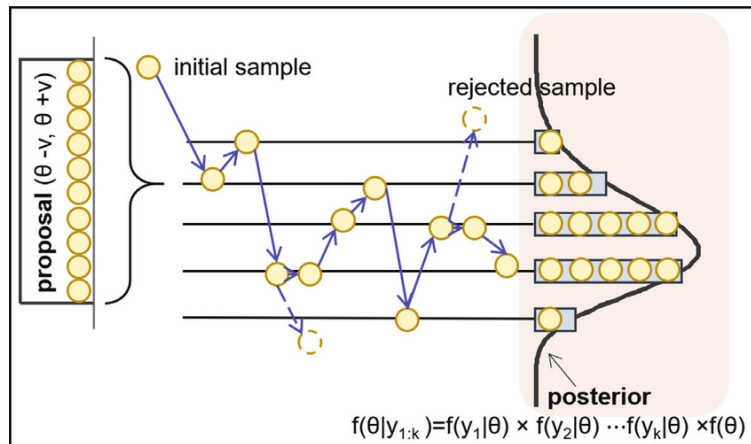 proposal (θ -v, θ +v)
initial sample
rejected sample
posterior
f(θ|y₁:ₖ)=f(y₁|θ) × f(y₂|θ) ⋯f(yₖ|θ) ×f(θ)